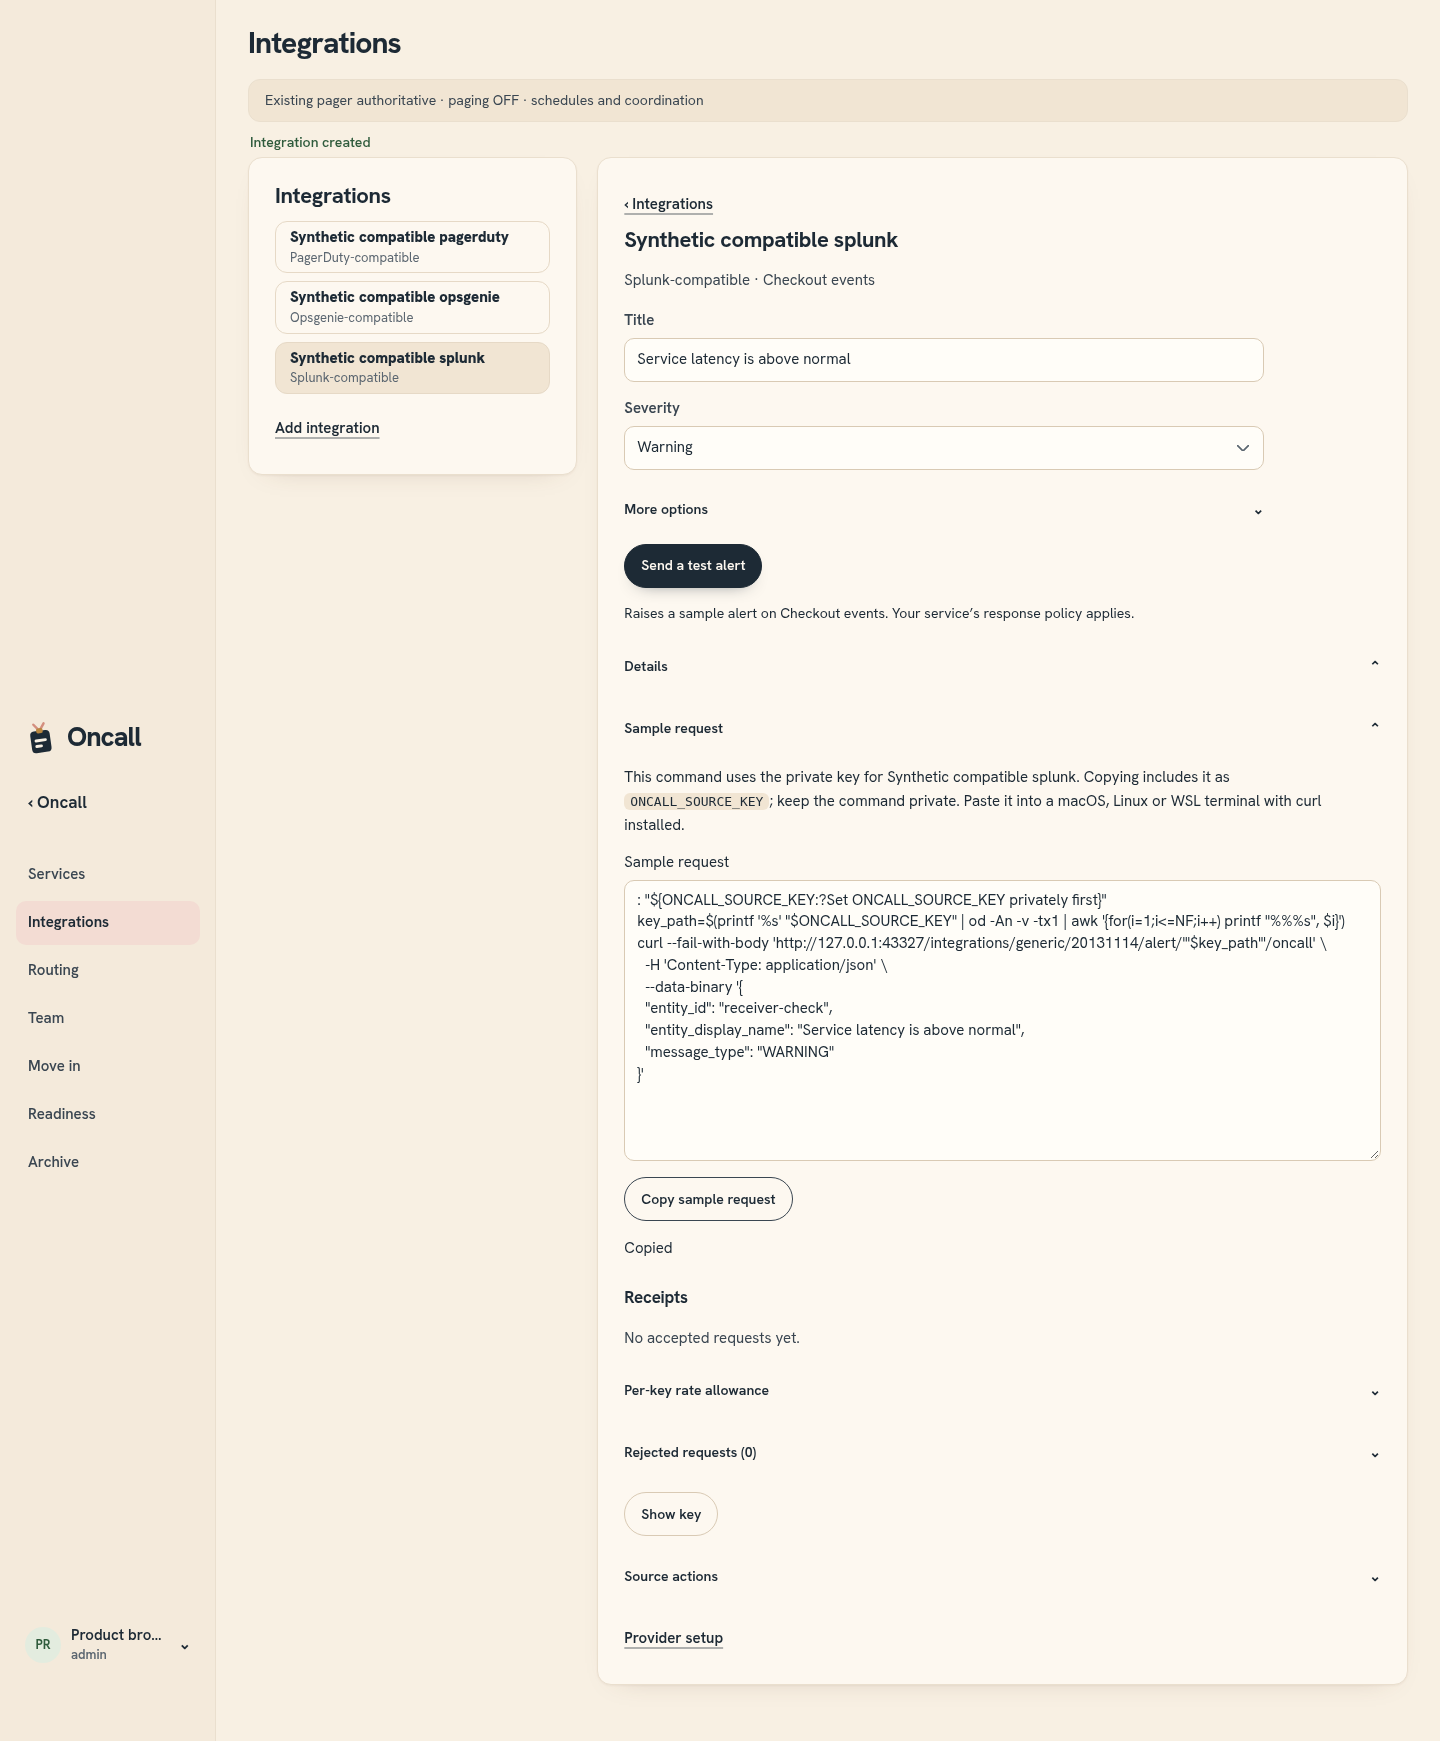 Oncall
‹ Oncall
Services
Integrations
Routing
Team
Move in
Readiness
Archive
PR
Product bro...
admin
Integrations
Existing pager authoritative · paging OFF · schedules and coordination
Integration created
Integrations
Synthetic compatible pagerduty
PagerDuty-compatible
Synthetic compatible opsgenie
Opsgenie-compatible
Synthetic compatible splunk
Splunk-compatible
Add integration
‹ Integrations
Synthetic compatible splunk
Splunk-compatible · Checkout events
Title
Service latency is above normal
Severity
Warning
More options
Send a test alert
Raises a sample alert on Checkout events. Your service’s response policy applies.
Details
Sample request
This command uses the private key for Synthetic compatible splunk. Copying includes it as
ONCALL_SOURCE_KEY; keep the command private. Paste it into a macOS, Linux or WSL terminal with curl
installed.
Sample request
: "${ONCALL_SOURCE_KEY:?Set ONCALL_SOURCE_KEY privately first}"
key_path=$(printf '%s' "$ONCALL_SOURCE_KEY" | od -An -v -tx1 | awk '{for(i=1;i<=NF;i++) printf "%%%s", $i}')
curl --fail-with-body 'http://127.0.0.1:43327/integrations/generic/20131114/alert/'"$key_path"'/oncall' \
-H 'Content-Type: application/json' \
--data-binary '{
"entity_id": "receiver-check",
"entity_display_name": "Service latency is above normal",
"message_type": "WARNING"
}'
Copy sample request
Copied
Receipts
No accepted requests yet.
Per-key rate allowance
Rejected requests (0)
Show key
Source actions
Provider setup